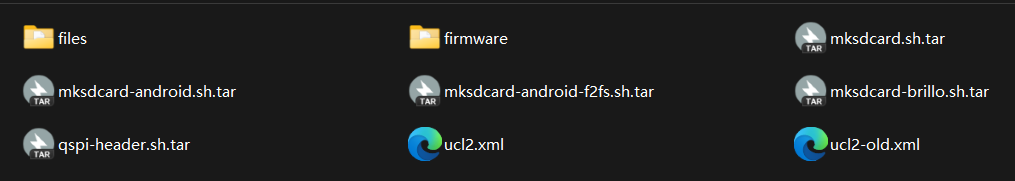 files
firmware
mksdcard.sh.tar
TAR
mksdcard-android.sh.tar
TAR
mksdcard-android-f2fs.sh.tar
TAR
mksdcard-brillo.sh.tar
TAR
qspi-header.sh.tar
TAR
ucl2.xml
ucl2-old.xml